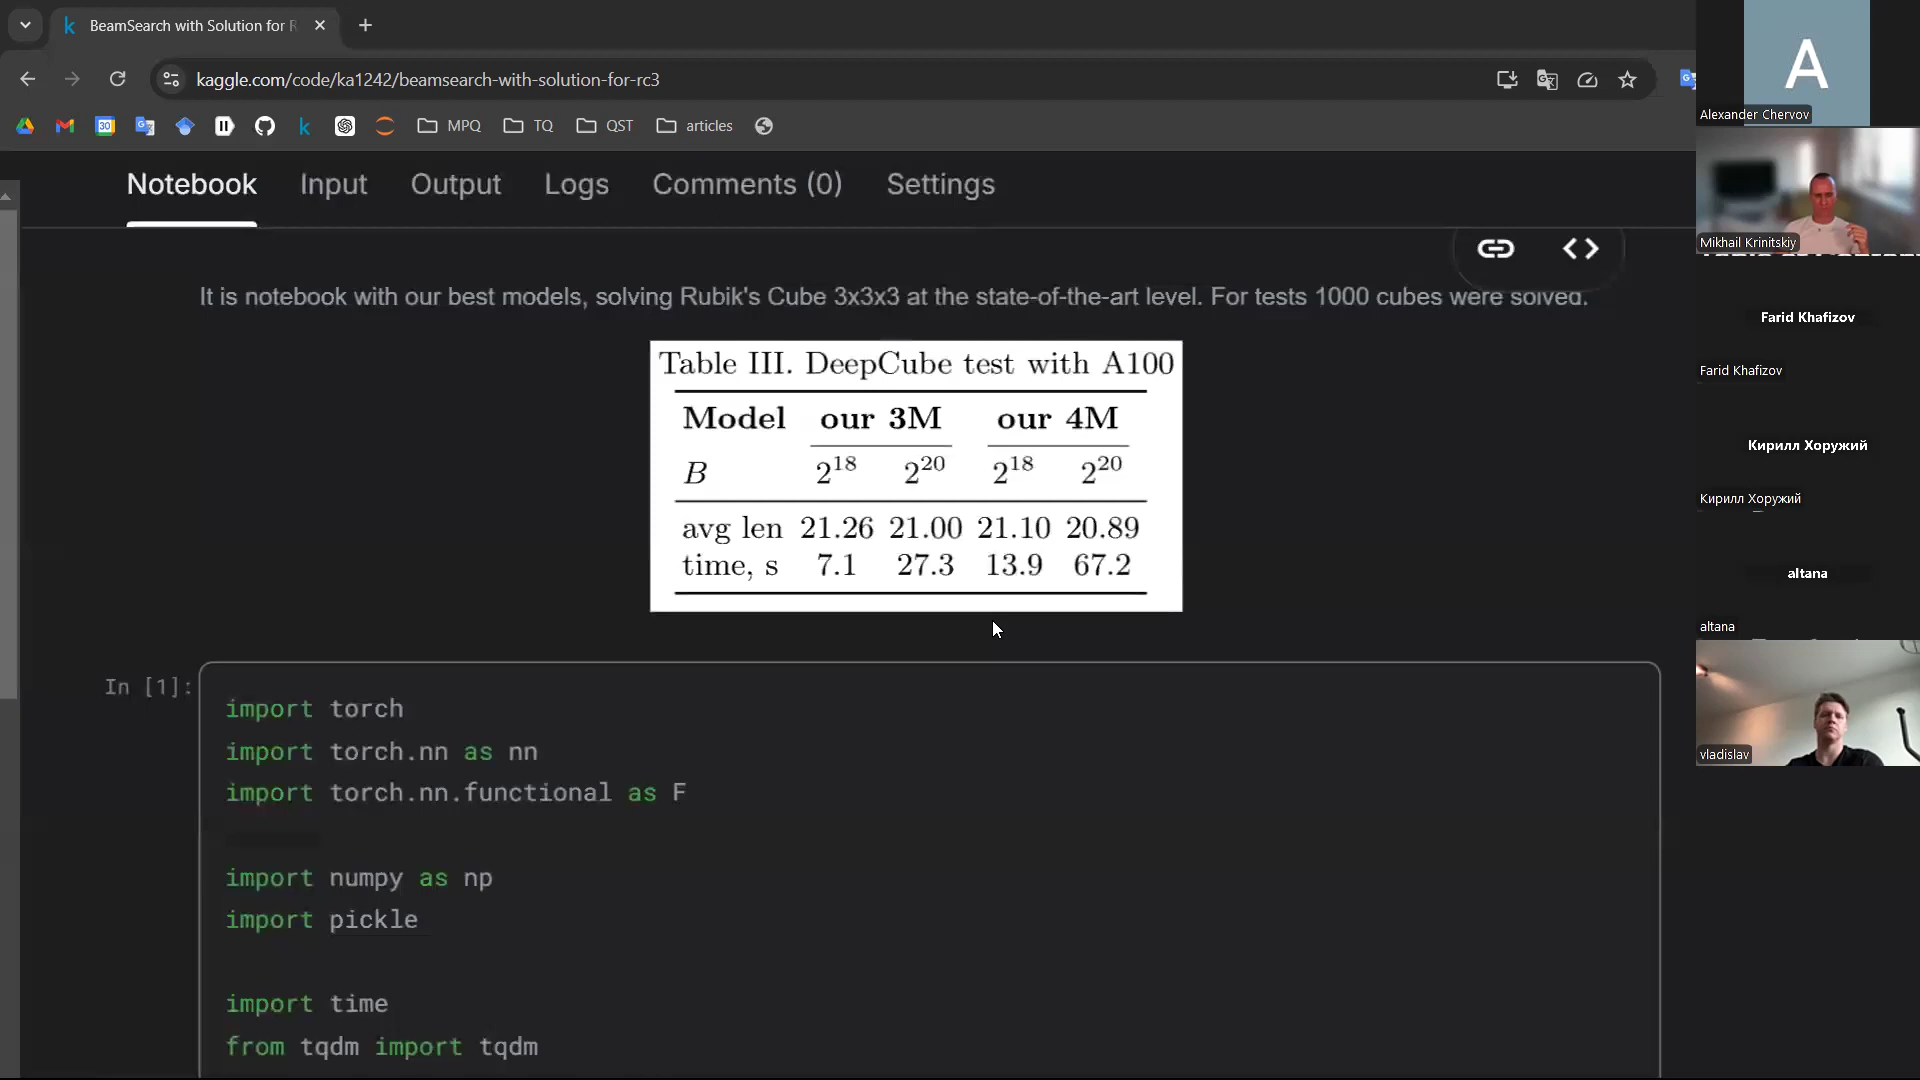 BeamSearch with Solution for R
kaggle.com/code/ka1242/beamsearch-with-solution-for-rc3
MPQ
TQ
QST
articles
Notebook
Input
Output
Logs
Comments (0)
Settings
It is notebook with our best models, solving Rubik's Cube 3x3x3 at the state-of-the-art level. For tests 1000 cubes were solved.
Table III. DeepCube test with A100
Model our 3M our 4M
B 2^18 2^20 2^18 2^20
avg len 21.26 21.00 21.10 20.89
time, s 7.1 27.3 13.9 67.2
In [1]:
import torch
import torch.nn as nn
import torch.nn.functional as F
import numpy as np
import pickle
import time
from tqdm import tqdm
A
Alexander Chervov
Mikhail Krinitskiy
Farid Khafizov
Farid Khafizov
Кирилл Хоружий
Кирилл Хоружий
altana
altana
vladislav